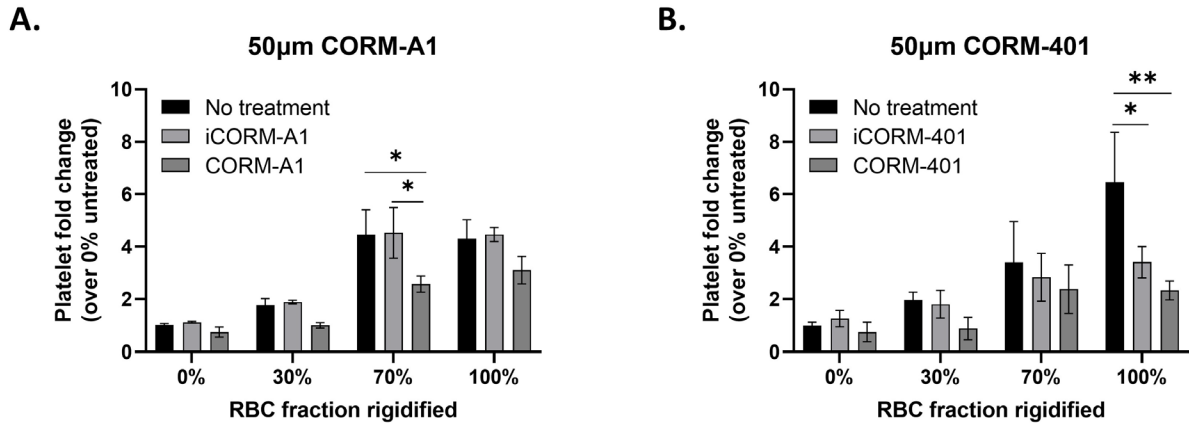 A.
50µm CORM-A1
Platelet fold change
(over 0% untreated)
10
8
6
4
2
0
No treatment
iCORM-A1
CORM-A1
*
*
0% 30% 70% 100%
RBC fraction rigidified
B.
50µm CORM-401
Platelet fold change
(over 0% untreated)
10
8
6
4
2
0
No treatment
iCORM-401
CORM-401
**
*
0% 30% 70% 100%
RBC fraction rigidified